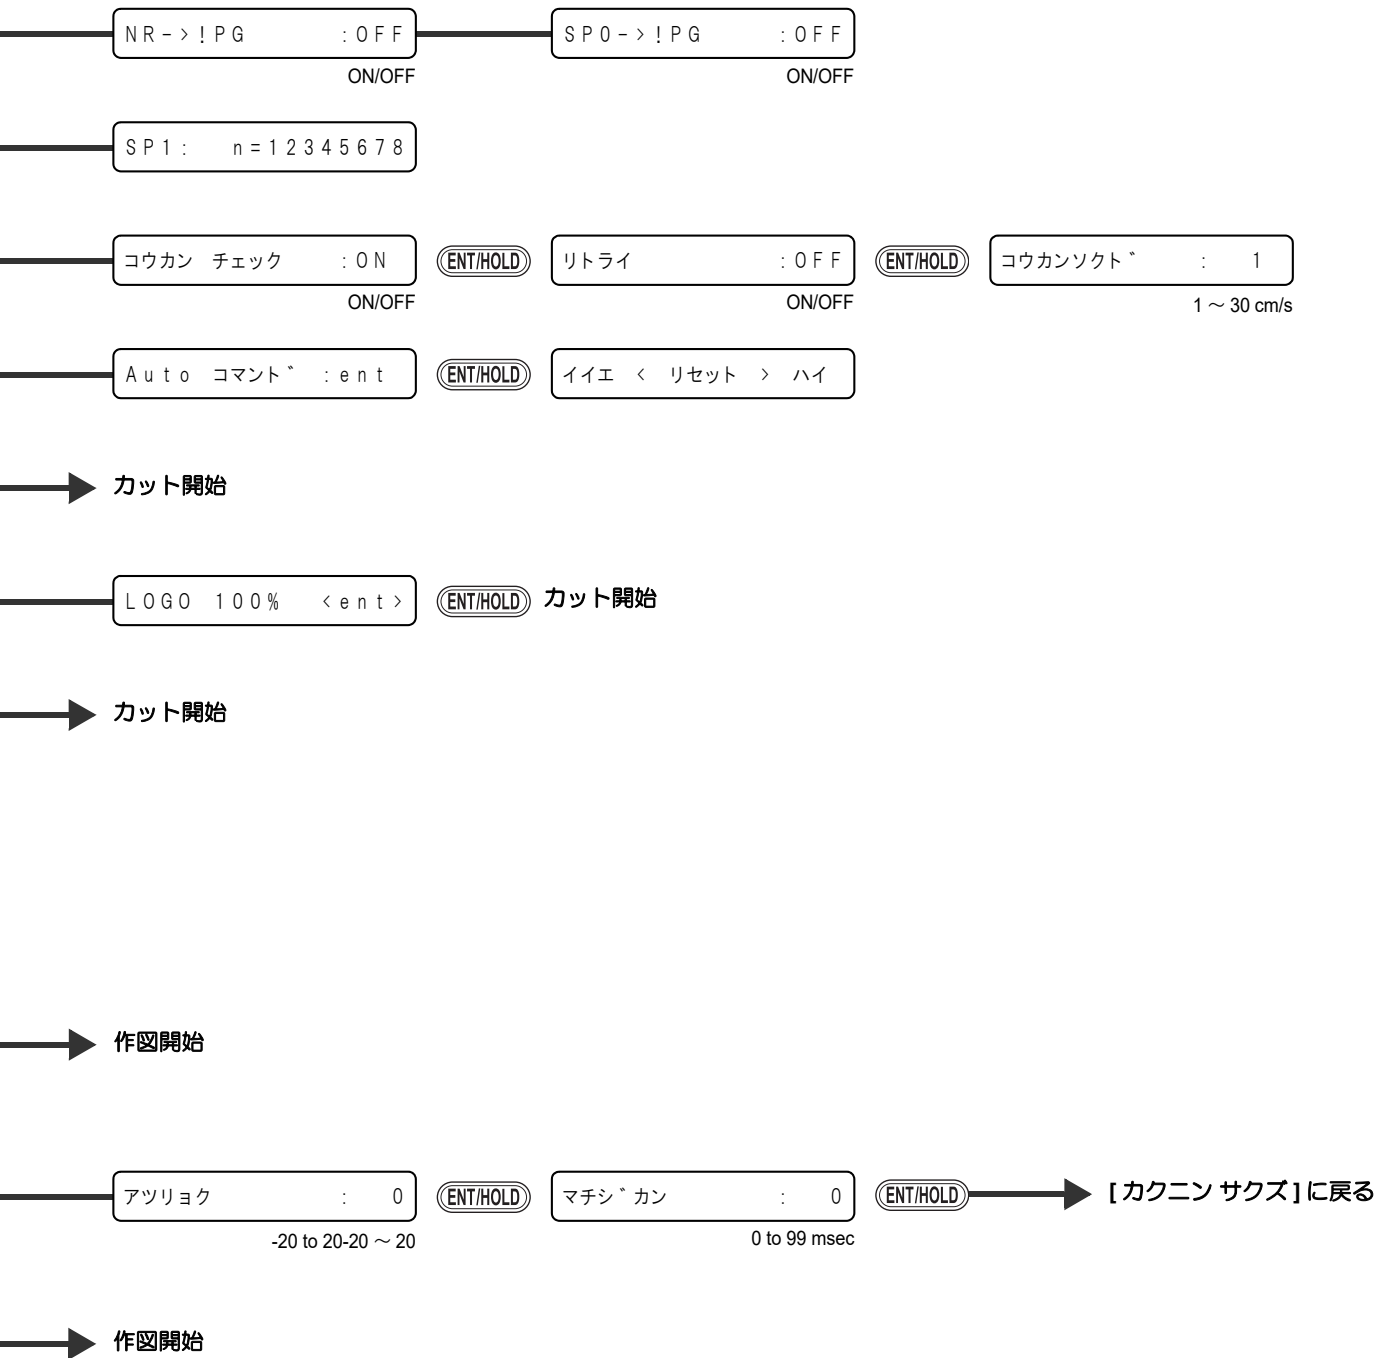 NR->!PG :OFF SP0->!PG :OFF
ON/OFF ON/OFF
SP1: n=12345678
コウカン チェック :ON ENT/HOLD リトライ :OFF ENT/HOLD コウカンソクト゛ : 1
ON/OFF ON/OFF 1 ～ 30 cm/s
Auto コマント゛ :ent ENT/HOLD イイエ < リセット > ハイ
カット開始
LOGO 100% <ent> ENT/HOLD カット開始
カット開始
作図開始
アツリョク : 0 ENT/HOLD マチシ゛カン : 0 ENT/HOLD [ カクニン サクズ ] に戻る
-20 to 20-20 ～ 20 0 to 99 msec
作図開始